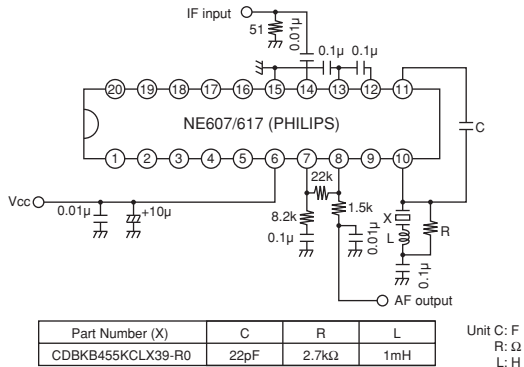 IF input
51
0.01μ
0.1μ 0.1μ
20 19 18 17 16 15 14 13 12 11
NE607/617 (PHILIPS)
C
1 2 3 4 5 6 7 8 9 10
Vcc
0.01μ
+10μ
22k
8.2k
1.5k
0.1μ
0.01μ
X
L
R
0.1μ
AF output
Part Number (X) C R L
CDBKB455KCLX39-R0 22pF 2.7kΩ 1mH
Unit C: F
R: Ω
L: H